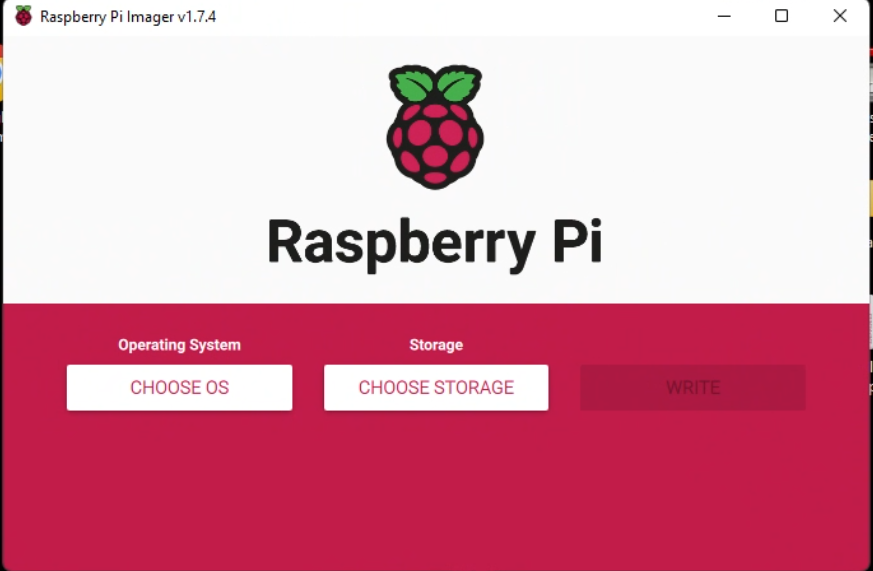 Raspberry Pi Imager v1.7.4
Raspberry Pi
Operating System
Storage
CHOOSE OS
CHOOSE STORAGE
WRITE